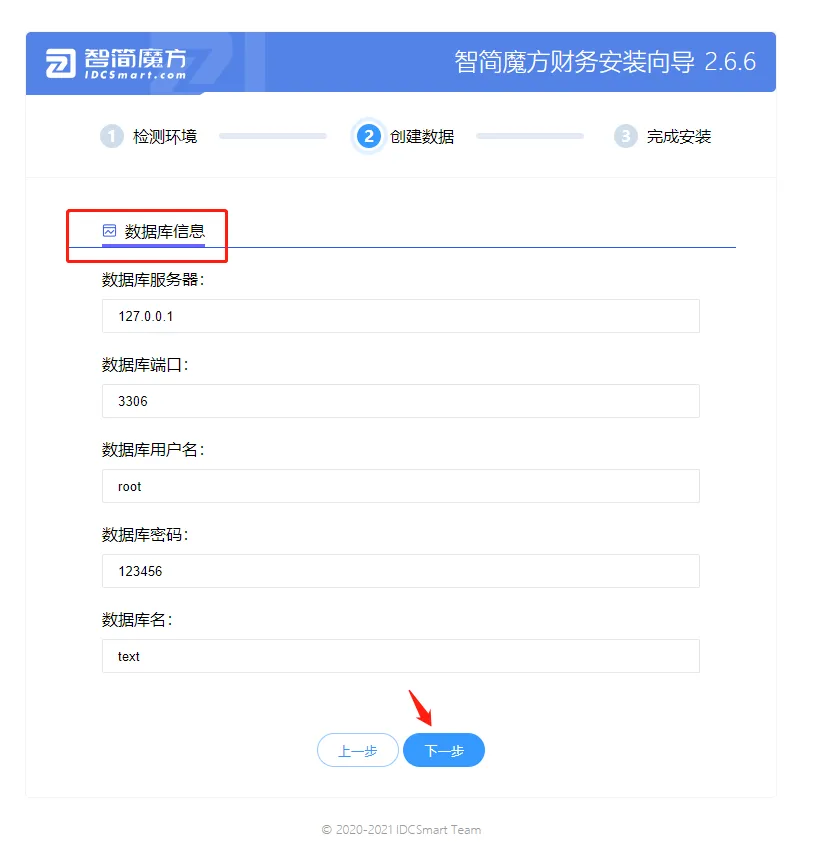 智简魔方
IDCSmart.com
智简魔方财务安装向导 2.6.6
1 检测环境
2 创建数据
3 完成安装
数据库信息
数据库服务器：
127.0.0.1
数据库端口：
3306
数据库用户名：
root
数据库密码：
123456
数据库名：
text
上一步 下一步
© 2020-2021 IDCSmart Team